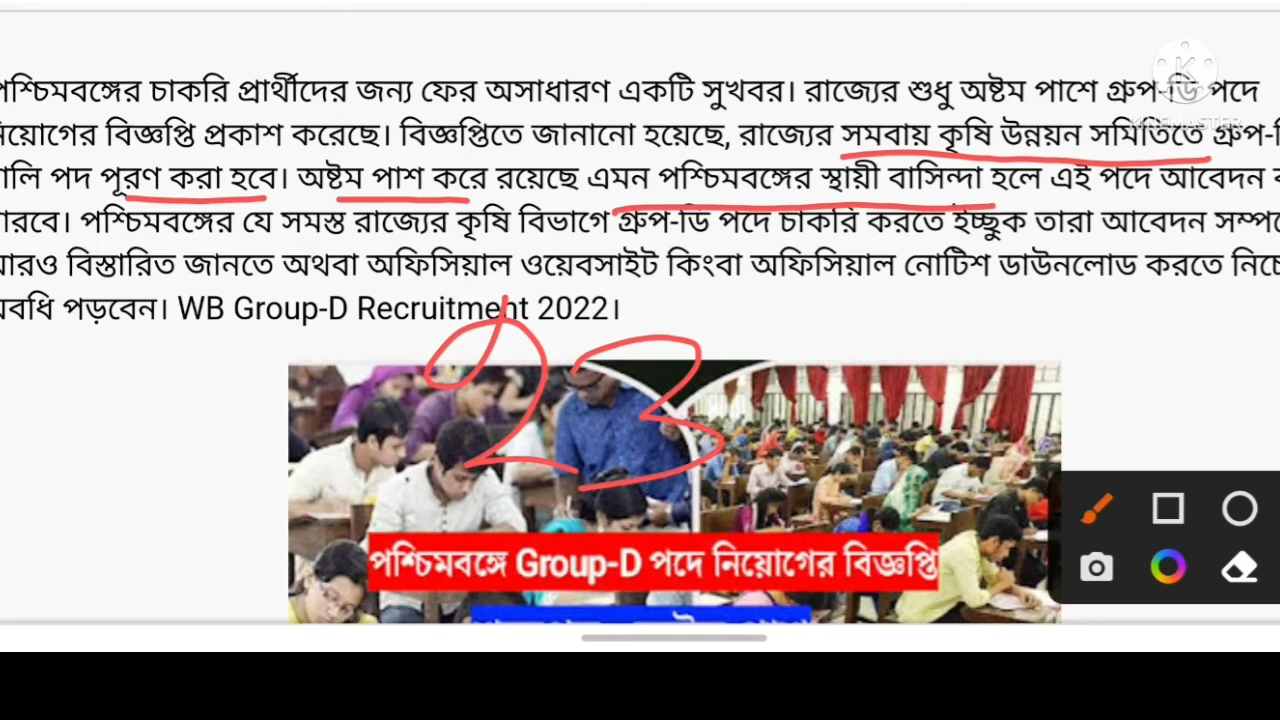 পশ্চিমবঙ্গের চাকরি প্রার্থীদের জন্য ফের অসাধারণ একটি সুখবর। রাজ্যের শুধু অষ্টম পাশে গ্রুপ-ডি পদে
নিয়োগের বিজ্ঞপ্তি প্রকাশ করেছে। বিজ্ঞপ্তিতে জানানো হয়েছে, রাজ্যের সমবায় কৃষি উন্নয়ন সমিতিতে গ্রুপ-
পদ পূরণ করা হবে। অষ্টম পাশ করে রয়েছে এমন পশ্চিমবঙ্গের স্থায়ী বাসিন্দা হলে এই পদে আবেদন
পশ্চিমবঙ্গের যে সমস্ত রাজ্যের কৃষি বিভাগে গ্রুপ-ডি পদে চাকরি করতে ইচ্ছুক তারা আবেদন
বিস্তারিত জানতে অথবা অফিসিয়াল ওয়েবসাইট কিংবা অফিসিয়াল নোটিশ ডাউনলোড করতে
পড়বেন। WB Group-D Recruitment 2022।
23
পশ্চিমবঙ্গে Group-D পদে নিয়োগের বিজ্ঞপ্তি
KINEMASTER